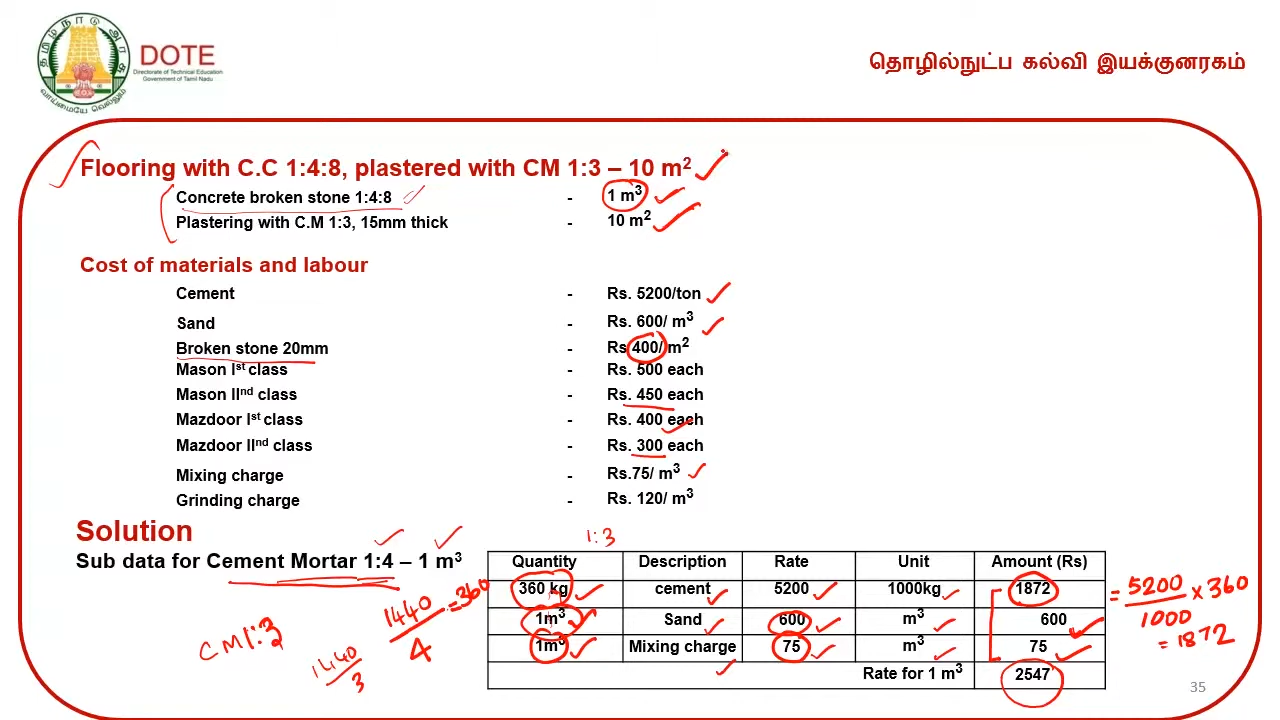 தமிழ் நாடு அரசு
வாய்மையே வெல்லும்
DOTE
Directorate of Technical Education
Government of Tamil Nadu
தொழில்நுட்ப கல்வி இயக்குனரகம்
Flooring with C.C 1:4:8, plastered with CM 1:3 – 10 m²
Concrete broken stone 1:4:8 - 1 m³
Plastering with C.M 1:3, 15mm thick - 10 m²
Cost of materials and labour
Cement - Rs. 5200/ton
Sand - Rs. 600/ m³
Broken stone 20mm - Rs 400/ m²
Mason Iˢᵗ class - Rs. 500 each
Mason IIⁿᵈ class - Rs. 450 each
Mazdoor Iˢᵗ class - Rs. 400 each
Mazdoor IIⁿᵈ class - Rs. 300 each
Mixing charge - Rs.75/ m³
Grinding charge - Rs. 120/ m³
Solution
1:3
Sub data for Cement Mortar 1:4 – 1 m³
Quantity Description Rate Unit Amount (Rs)
360 kg cement 5200 1000kg 1872
1m³ Sand 600 m³ 600
1m³ Mixing charge 75 m³ 75
Rate for 1 m³ 2547
CM 1:3
1440/3
1440/4 = 360
= 5200/1000 × 360
= 1872
35